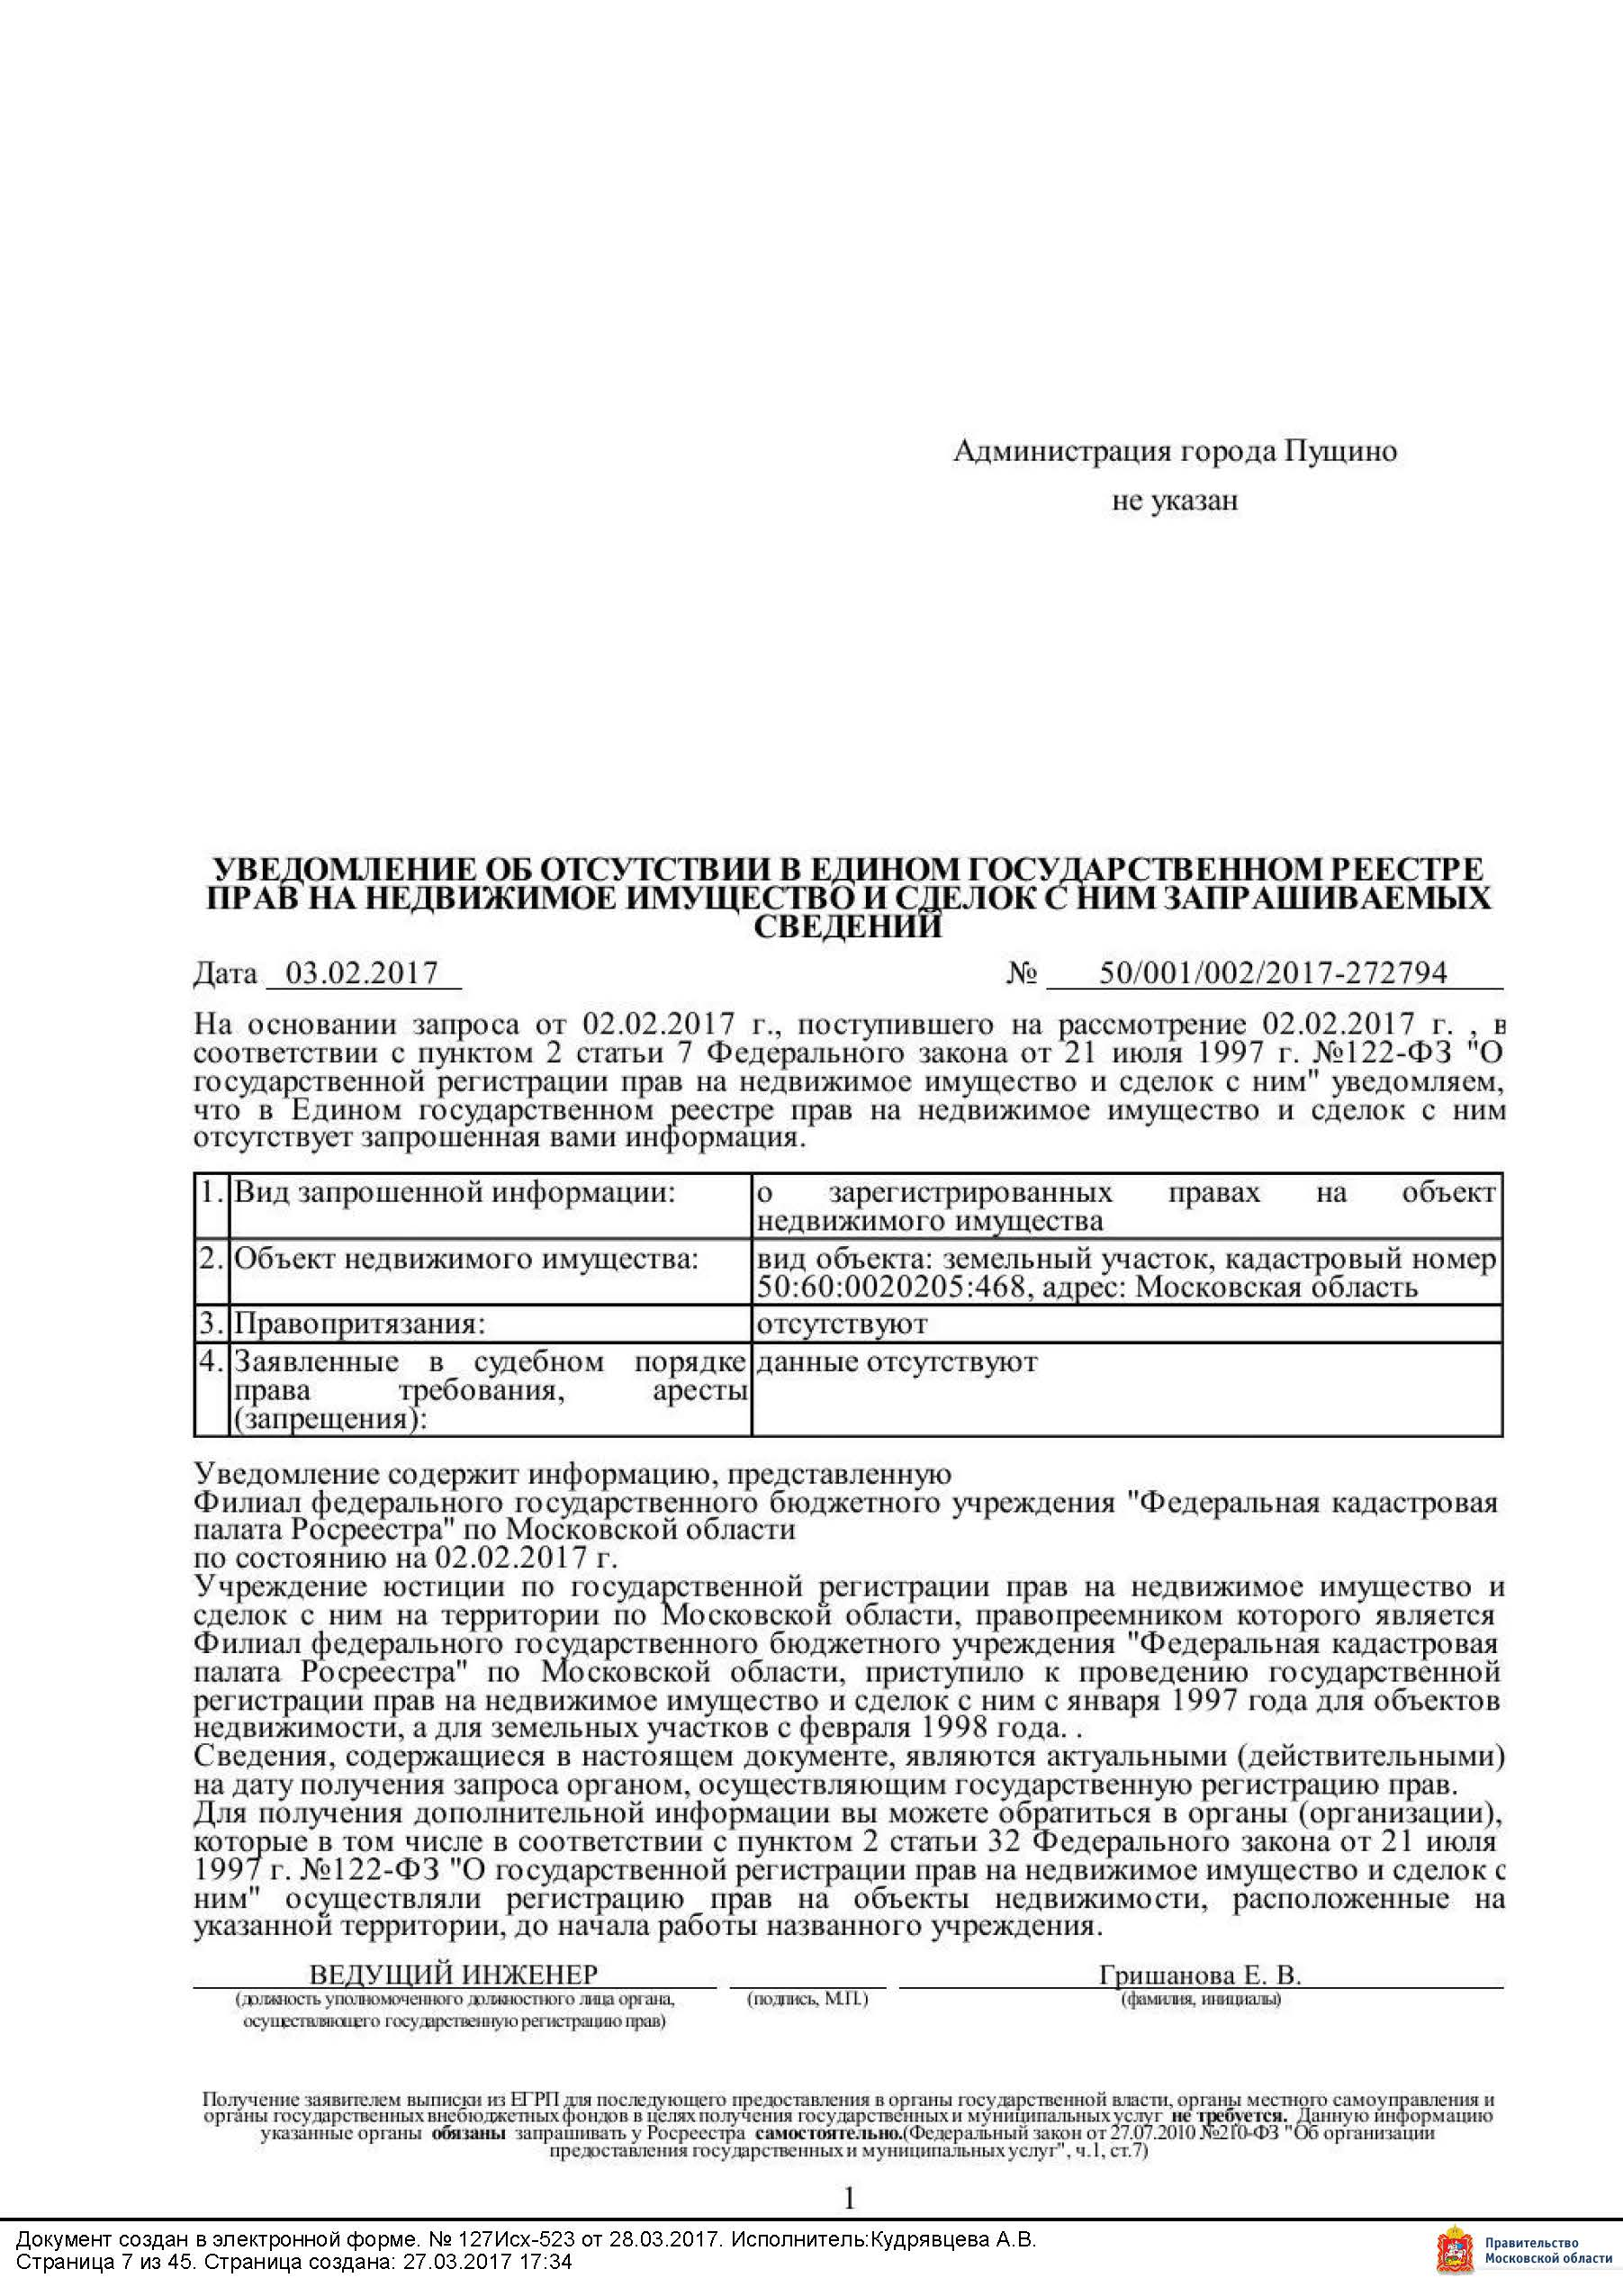 Администрация города Пущино
не указан
УВЕДОМЛЕНИЕ ОБ ОТСУТСТВИИ В ЕДИНОМ ГОСУДАРСТВЕННОМ РЕЕСТРЕ
ПРАВ НА НЕДВИЖИМОЕ ИМУЩЕСТВО И СДЕЛОК С НИМ ЗАПРАШИВАЕМЫХ
СВЕДЕНИЙ
Дата 03.02.2017 № 50/001/002/2017-272794
На основании запроса от 02.02.2017 г., поступившего на рассмотрение 02.02.2017 г. , в
соответствии с пунктом 2 статьи 7 Федерального закона от 21 июля 1997 г. №122-ФЗ "О
государственной регистрации прав на недвижимое имущество и сделок с ним" уведомляем,
что в Едином государственном реестре прав на недвижимое имущество и сделок с ним
отсутствует запрошенная вами информация.
1. Вид запрошенной информации: о зарегистрированных правах на объект
недвижимого имущества
2. Объект недвижимого имущества: вид объекта: земельный участок, кадастровый номер
50:60:0020205:468, адрес: Московская область
3. Правопритязания: отсутствуют
4. Заявленные в судебном порядке данные отсутствуют
права требования, аресты
(запрещения):
Уведомление содержит информацию, представленную
Филиал федерального государственного бюджетного учреждения "Федеральная кадастровая
палата Росреестра" по Московской области
по состоянию на 02.02.2017 г.
Учреждение юстиции по государственной регистрации прав на недвижимое имущество и
сделок с ним на территории по Московской области, правопреемником которого является
Филиал федерального государственного бюджетного учреждения "Федеральная кадастровая
палата Росреестра" по Московской области, приступило к проведению государственной
регистрации прав на недвижимое имущество и сделок с ним с января 1997 года для объектов
недвижимости, а для земельных участков с февраля 1998 года. .
Сведения, содержащиеся в настоящем документе, являются актуальными (действительными)
на дату получения запроса органом, осуществляющим государственную регистрацию прав.
Для получения дополнительной информации вы можете обратиться в органы (организации),
которые в том числе в соответствии с пунктом 2 статьи 32 Федерального закона от 21 июля
1997 г. №122-ФЗ "О государственной регистрации прав на недвижимое имущество и сделок с
ним" осуществляли регистрацию прав на объекты недвижимости, расположенные на
указанной территории, до начала работы названного учреждения.
ВЕДУЩИЙ ИНЖЕНЕР Гришанова Е. В.
(должность уполномоченного должностного лица органа, (подпись, М.П.) (фамилия, инициалы)
осуществляющего государственную регистрацию прав)
Получение заявителем выписки из ЕГРП для последующего предоставления в органы государственной власти, органы местного самоуправления и
органы государственных внебюджетных фондов в целях получения государственных и муниципальных услуг не требуется. Данную информацию
указанные органы обязаны запрашивать у Росреестра самостоятельно.(Федеральный закон от 27.07.2010 №210-ФЗ "Об организации
предоставления государственных и муниципальных услуг", ч.1, ст.7)
1
Документ создан в электронной форме. № 127Исх-523 от 28.03.2017. Исполнитель:Кудрявцева А.В.
Страница 7 из 45. Страница создана: 27.03.2017 17:34
Правительство
Московской области